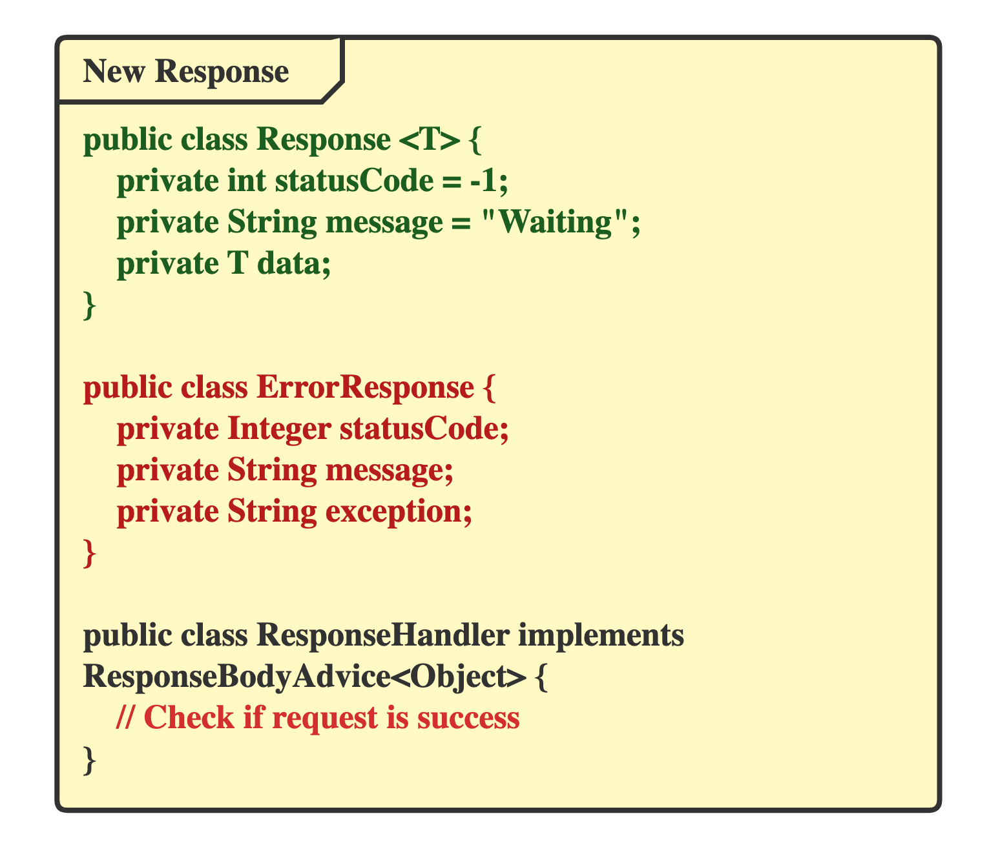 New Response
public class Response <T> {
    private int statusCode = -1;
    private String message = "Waiting";
    private T data;
}
public class ErrorResponse {
    private Integer statusCode;
    private String message;
    private String exception;
}
public class ResponseHandler implements
ResponseBodyAdvice<Object> {
    // Check if request is success
}